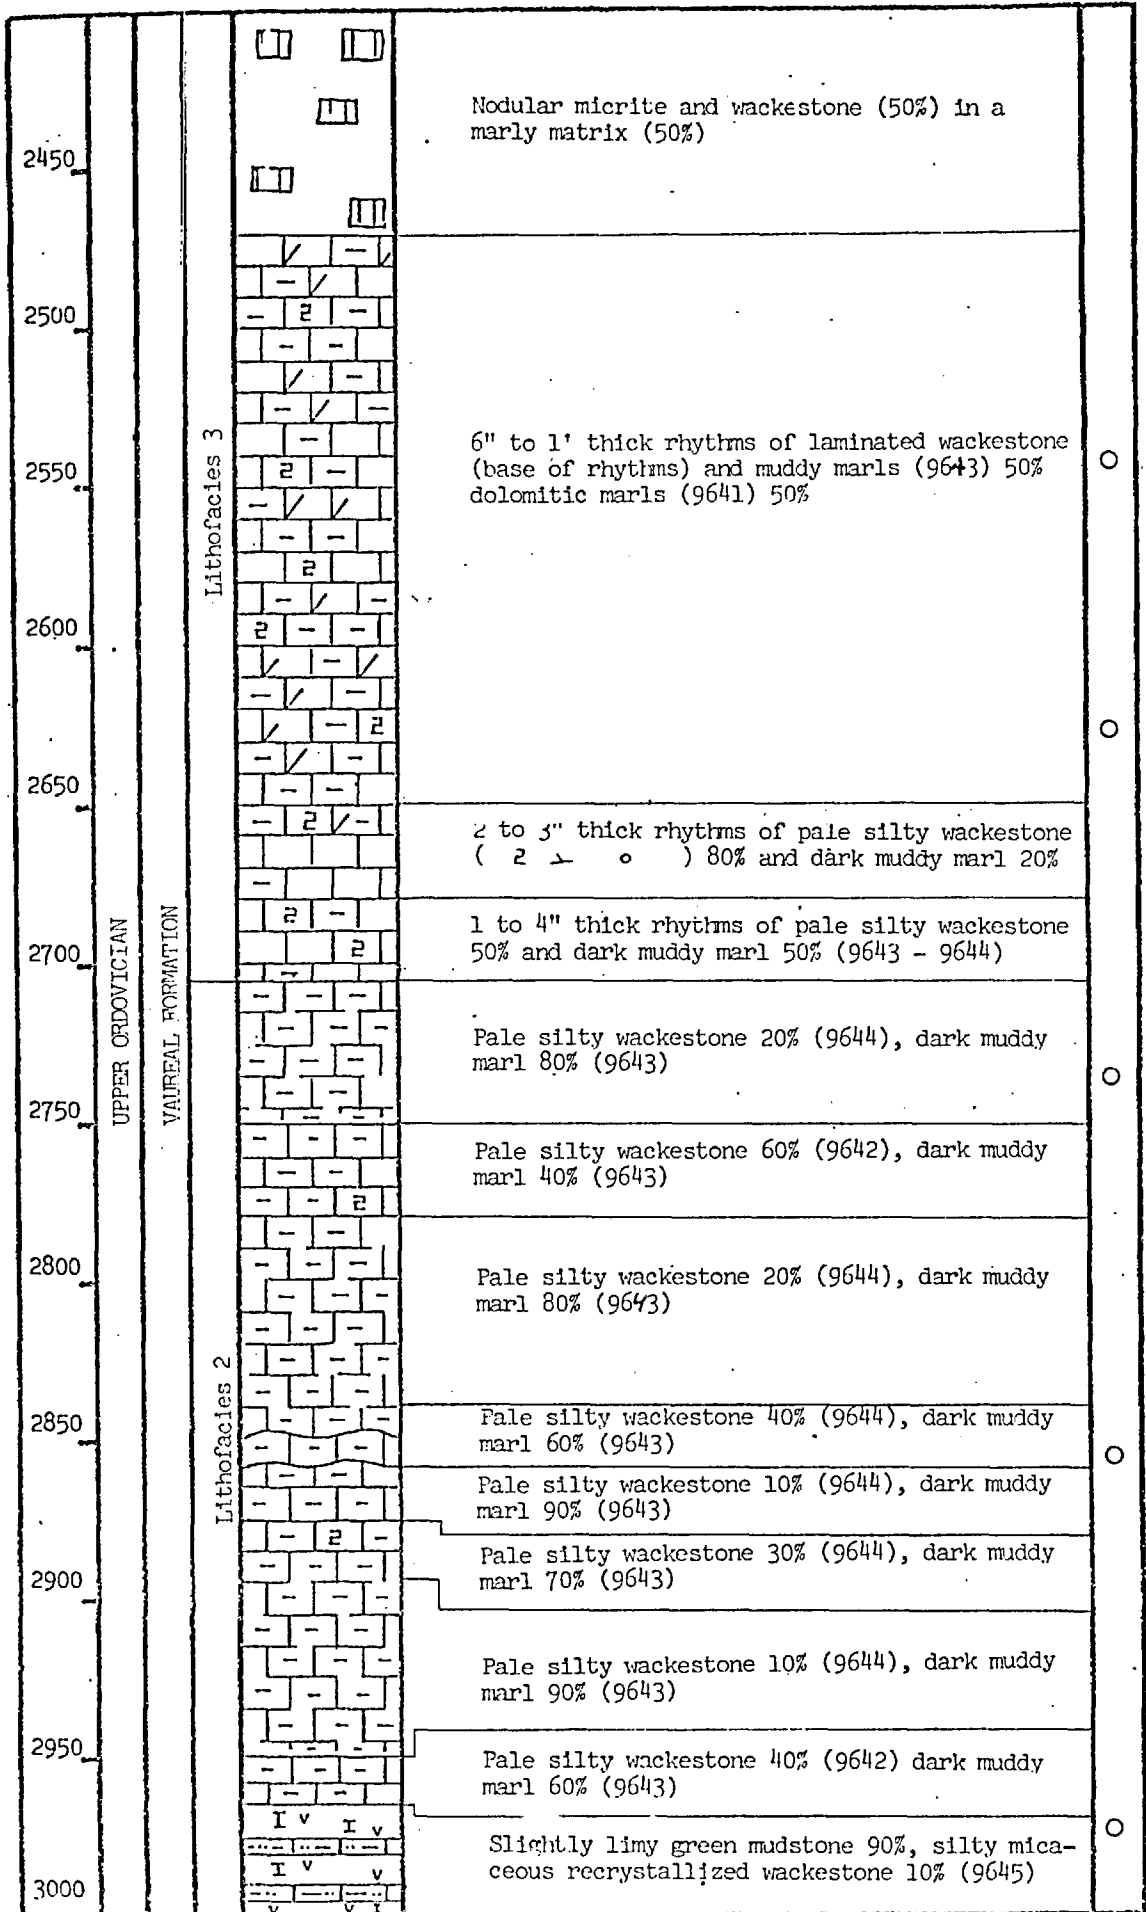 Nodular micrite and wackestone (50%) in a
marly matrix (50%)
2450
2500
6" to 1' thick rhythms of laminated wackestone
(base of rhythms) and muddy marls (9643) 50%
dolomitic marls (9641) 50%
2550
Lithofacies 3
2600
2650
2 to 3" thick rhythms of pale silty wackestone
( 2 o ) 80% and dark muddy marl 20%
1 to 4" thick rhythms of pale silty wackestone
50% and dark muddy marl 50% (9643 - 9644)
2700
UPPER ORDOVICIAN
VAUREAL FORMATION
Pale silty wackestone 20% (9644), dark muddy
marl 80% (9643)
2750
Pale silty wackestone 60% (9642), dark muddy
marl 40% (9643)
2800
Pale silty wackestone 20% (9644), dark muddy
marl 80% (9643)
Lithofacies 2
2850
Pale silty wackestone 40% (9644), dark muddy
marl 60% (9643)
Pale silty wackestone 10% (9644), dark muddy
marl 90% (9643)
Pale silty wackestone 30% (9644), dark muddy
marl 70% (9643)
2900
Pale silty wackestone 10% (9644), dark muddy
marl 90% (9643)
2950
Pale silty wackestone 40% (9642) dark muddy
marl 60% (9643)
Slightly limy green mudstone 90%, silty mica-
ceous recrystallized wackestone 10% (9645)
3000